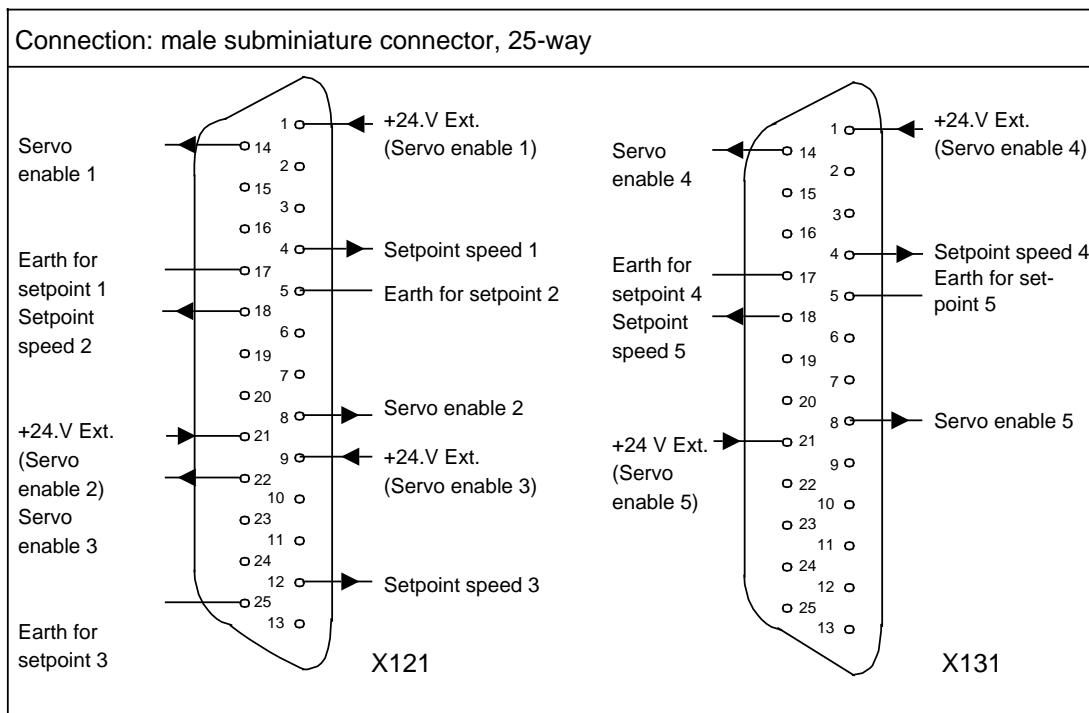 Connection: male subminiature connector, 25-way
Servo
enable 1
Earth for
setpoint 1
Setpoint
speed 2
+24.V Ext.
(Servo
enable 2)
Servo
enable 3
Earth for
setpoint 3
14
15
16
17
18
19
20
21
22
23
24
25
1
2
3
4
5
6
7
8
9
10
11
12
13
+24.V Ext.
(Servo enable 1)
Setpoint speed 1
Earth for setpoint 2
Servo enable 2
+24.V Ext.
(Servo enable 3)
Setpoint speed 3
X121
Servo
enable 4
Earth for
setpoint 4
Setpoint
speed 5
+24 V Ext.
(Servo
enable 5)
14
15
16
17
18
19
20
21
22
23
24
25
1
2
3
4
5
6
7
8
9
10
11
12
13
+24.V Ext.
(Servo enable 4)
Setpoint speed 4
Earth for set-
point 5
Servo enable 5
X131